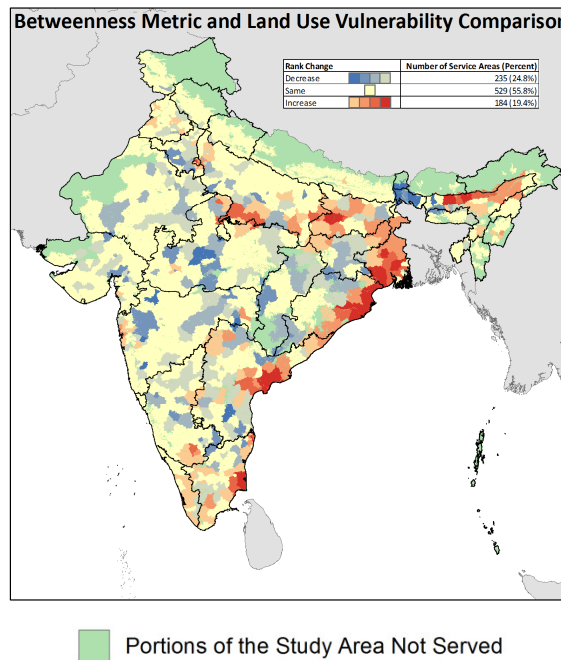 Betweenness Metric and Land Use Vulnerability Comparison
Rank Change Number of Service Areas (Percent)
Decrease 235 (24.8%)
Same 529 (55.8%)
Increase 184 (19.4%)
Portions of the Study Area Not Served